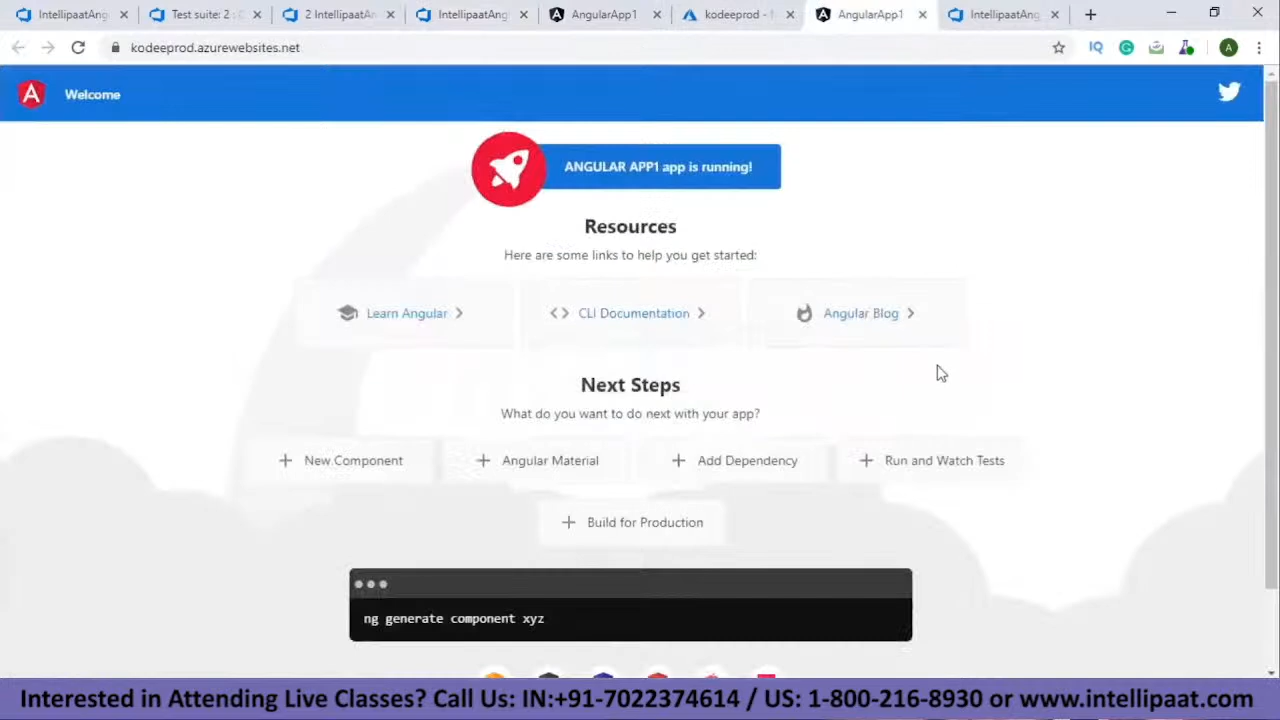 IntellipaatAng
Test suite: 2 : D
2 IntellipaatAn
IntellipaatAng
AngularApp1
kodeeprod -
AngularApp1
IntellipaatAng
kodeeprod.azurewebsites.net
IQ
A
A
Welcome
ANGULAR APP1 app is running!
Resources
Here are some links to help you get started:
Learn Angular
CLI Documentation
Angular Blog
Next Steps
What do you want to do next with your app?
New Component
Angular Material
Add Dependency
Run and Watch Tests
Build for Production
ng generate component xyz
Interested in Attending Live Classes? Call Us: IN:+91-7022374614 / US: 1-800-216-8930 or www.intellipaat.com